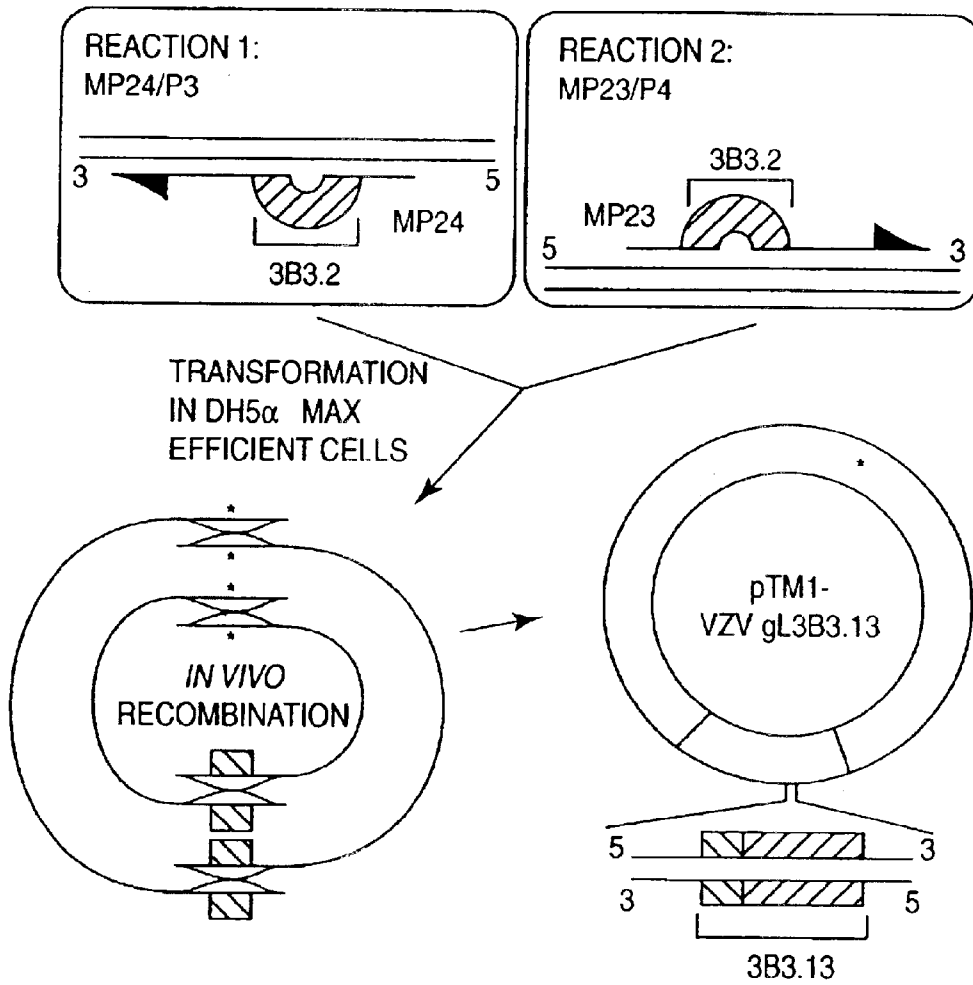 REACTION 1:
MP24/P3
3
5
MP24
3B3.2
REACTION 2:
MP23/P4
3B3.2
MP23
5
3
TRANSFORMATION
IN DH5α MAX
EFFICIENT CELLS
*
*
*
*
IN VIVO
RECOMBINATION
*
pTM1-
VZV gL3B3.13
5
3
3
5
3B3.13